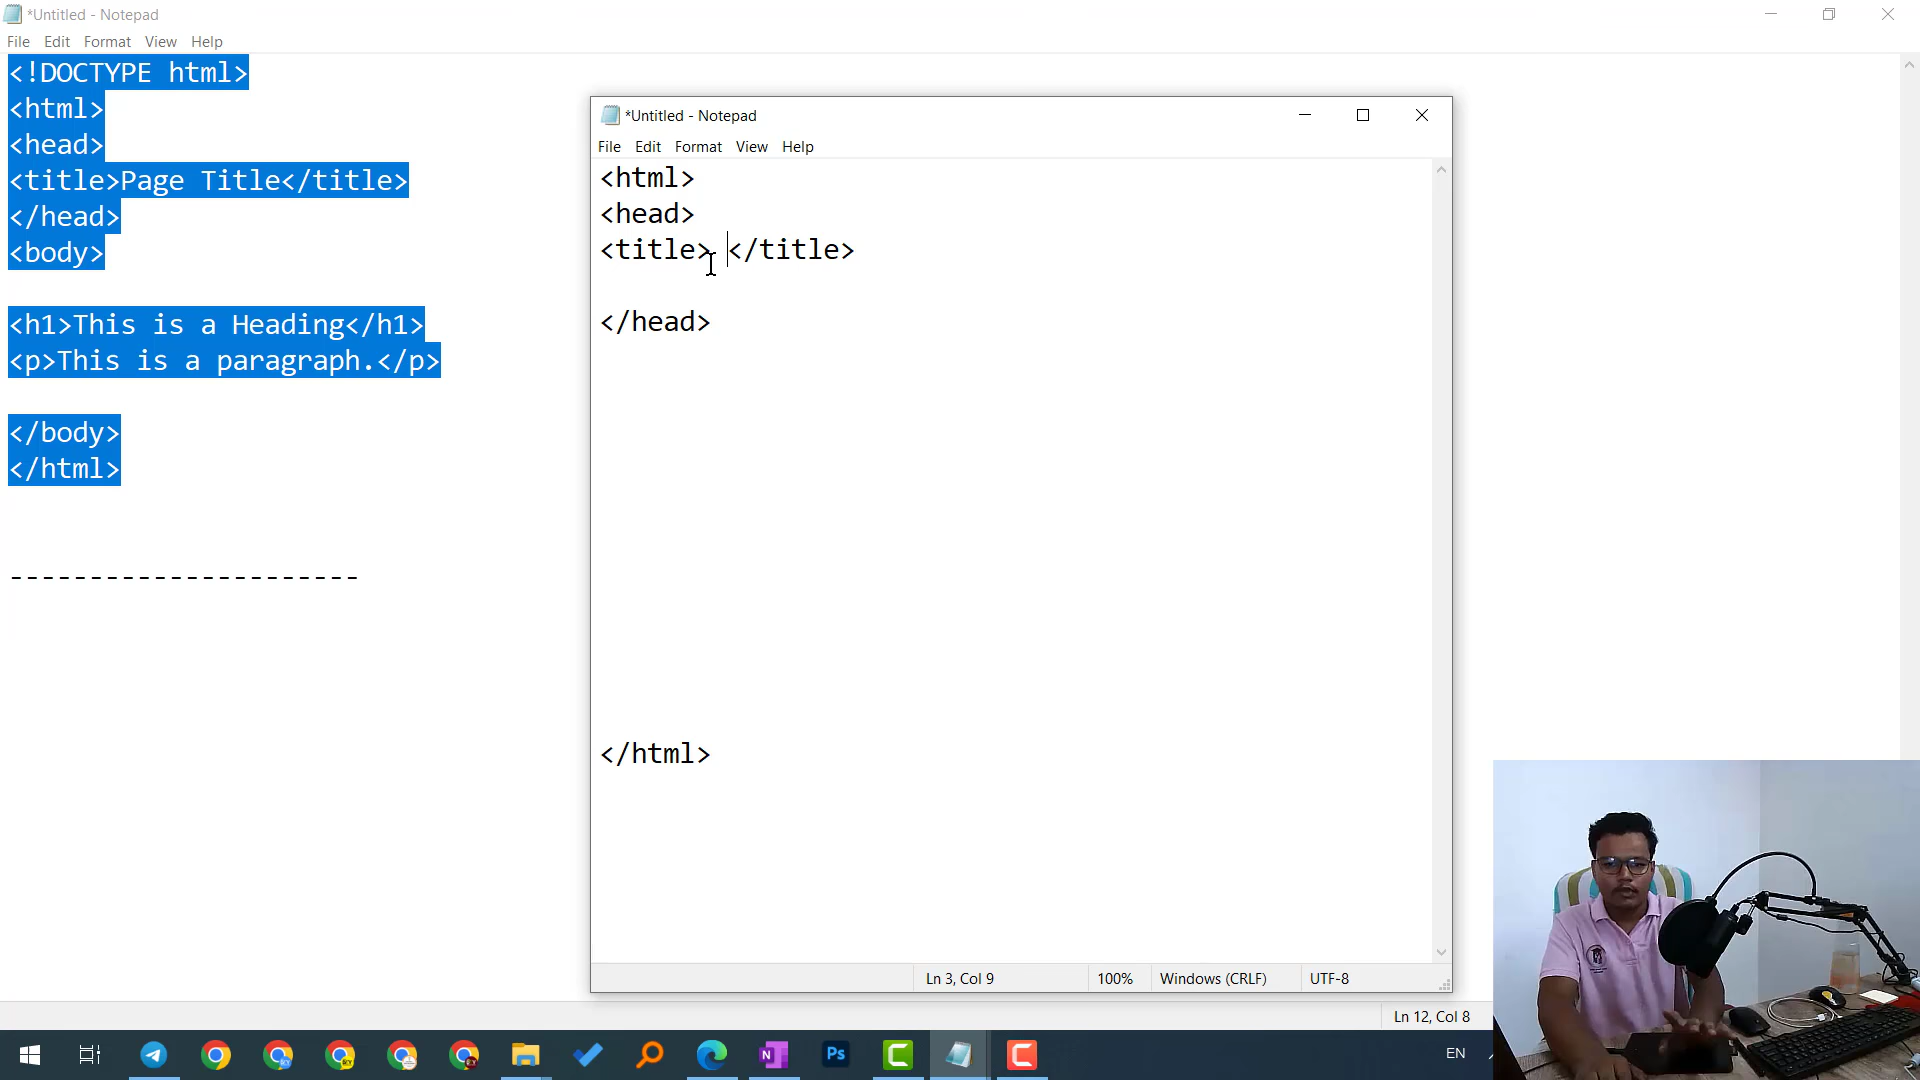 *Untitled - Notepad
File Edit Format View Help
<!DOCTYPE html>
<html>
<head>
<title>Page Title</title>
</head>
<body>
<h1>This is a Heading</h1>
<p>This is a paragraph.</p>
</body>
</html>
----------------------
*Untitled - Notepad
File Edit Format View Help
<html>
<head>
<title> </title>
</head>
</html>
Ln 3, Col 9 100% Windows (CRLF) UTF-8
Ln 12, Col 8
N Ps C C EN